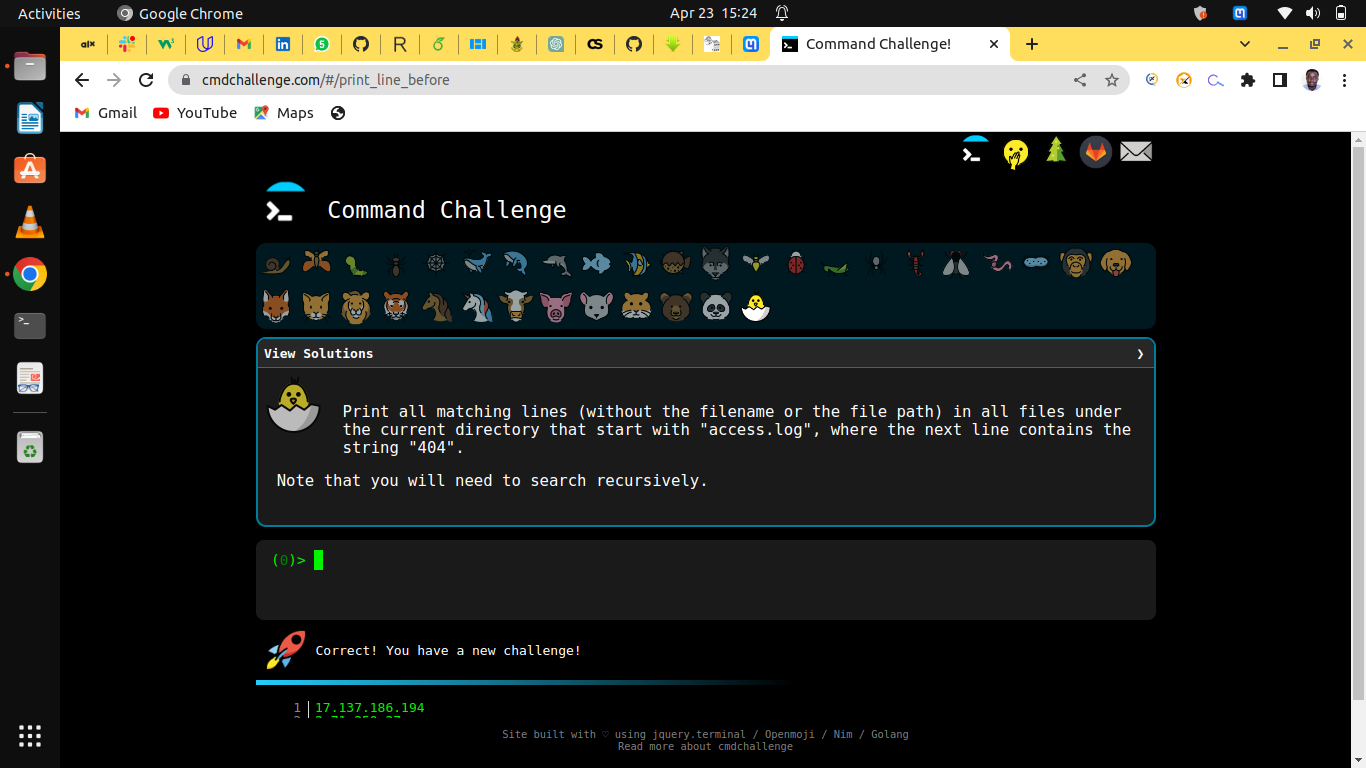 Activities
Google Chrome
Apr 23 15:24
Command Challenge!
cmdchallenge.com/#/print_line_before
Gmail
YouTube
Maps
Command Challenge
View Solutions
Print all matching lines (without the filename or the file path) in all files under
the current directory that start with "access.log", where the next line contains the
string "404".
Note that you will need to search recursively.
(0)>
Correct! You have a new challenge!
1 17.137.186.194
Site built with ♡ using jquery.terminal / Openmoji / Nim / Golang
Read more about cmdchallenge